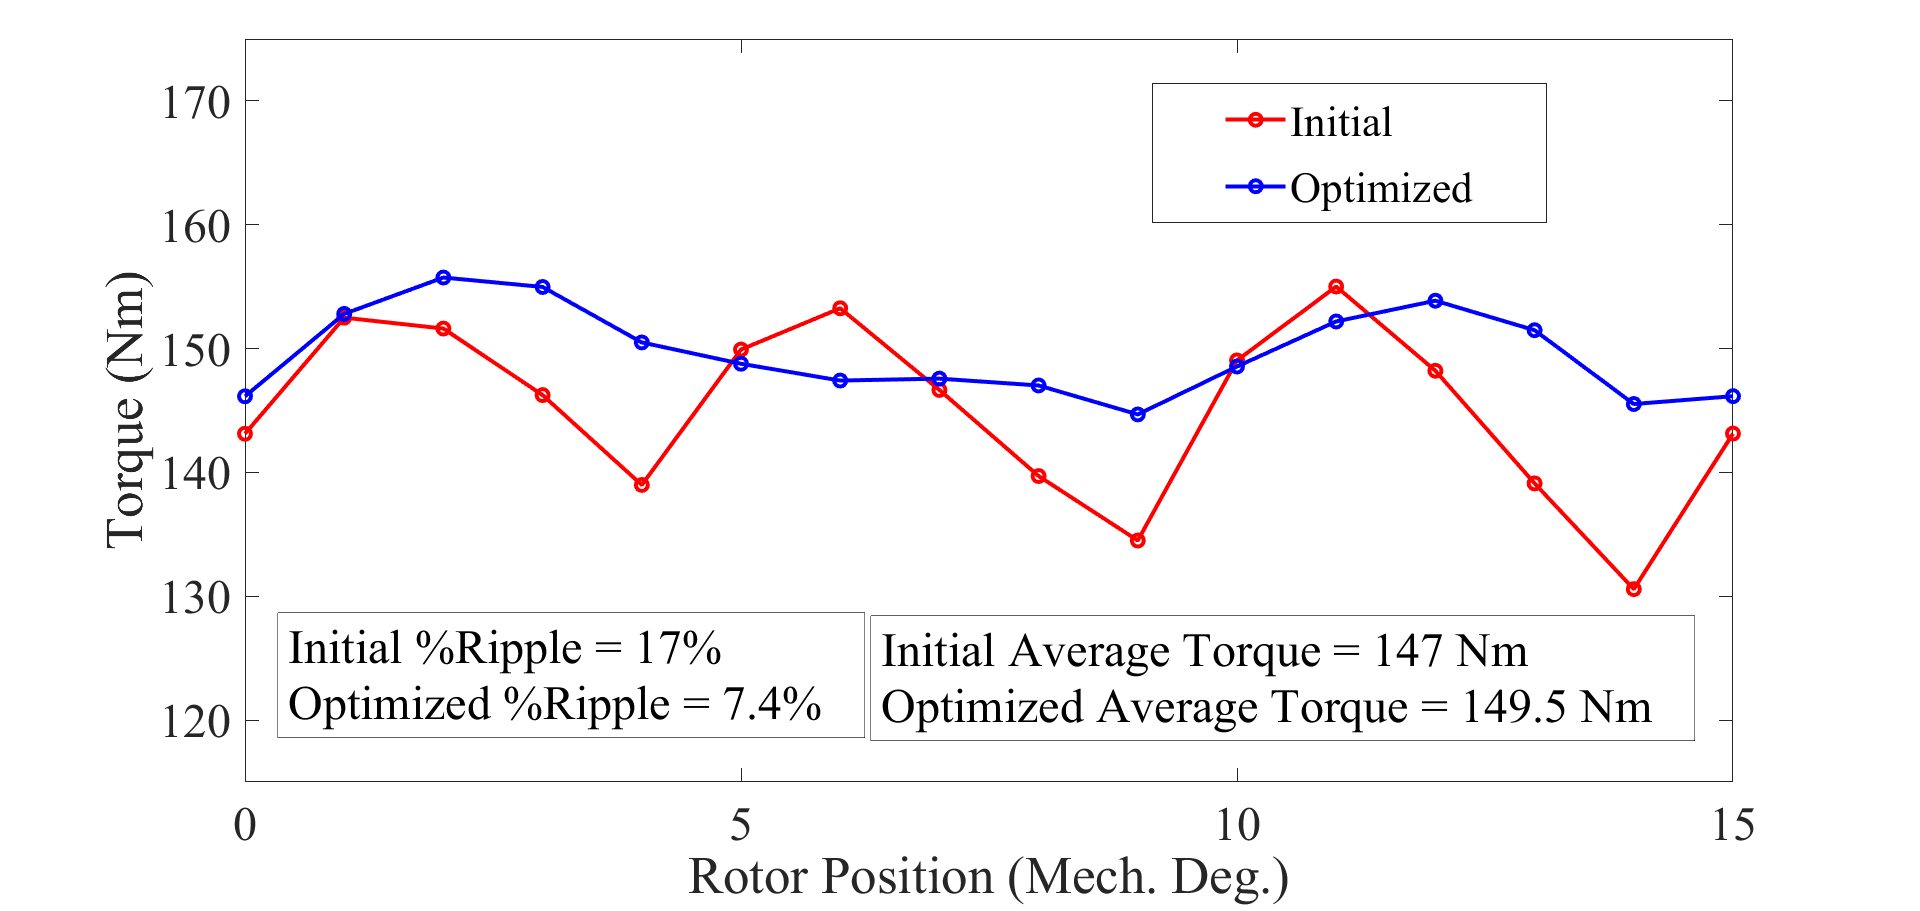 170
160
150
140
130
120
Torque (Nm)
Initial
Optimized
Initial %Ripple = 17%
Optimized %Ripple = 7.4%
Initial Average Torque = 147 Nm
Optimized Average Torque = 149.5 Nm
0 5 10 15
Rotor Position (Mech. Deg.)